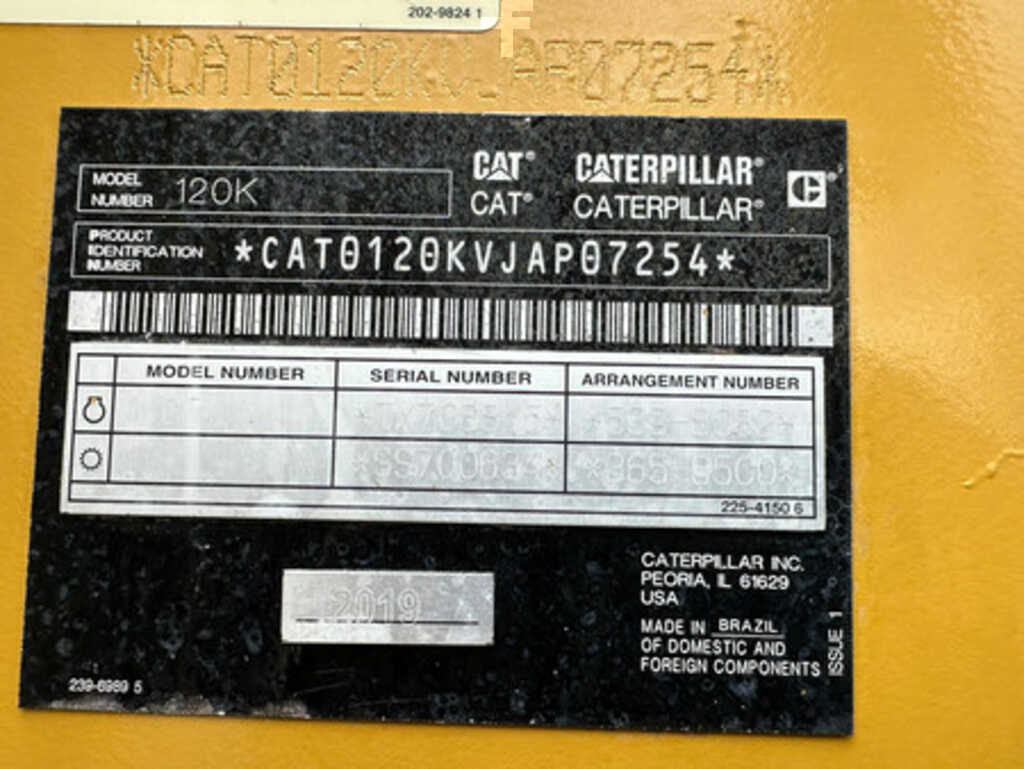 202-9824 1
MODEL
NUMBER 120K
CAT® CATERPILLAR®
CAT® CATERPILLAR®
PRODUCT
IDENTIFICATION
NUMBER
*CAT0120KVJAP07254*
MODEL NUMBER SERIAL NUMBER ARRANGEMENT NUMBER
225-4150 6
2019
CATERPILLAR INC.
PEORIA, IL 61629
USA
MADE IN BRAZIL
OF DOMESTIC AND
FOREIGN COMPONENTS
ISSUE 1
239-6989 5